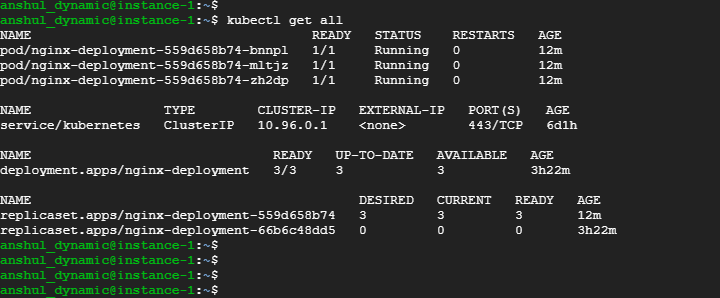 anshul_dynamic@instance-1:~$
anshul_dynamic@instance-1:~$ kubectl get all
NAME                                    READY   STATUS    RESTARTS   AGE
pod/nginx-deployment-559d658b74-bnnpl   1/1     Running   0          12m
pod/nginx-deployment-559d658b74-mltjz   1/1     Running   0          12m
pod/nginx-deployment-559d658b74-zh2dp   1/1     Running   0          12m
NAME                 TYPE        CLUSTER-IP   EXTERNAL-IP   PORT(S)   AGE
service/kubernetes   ClusterIP   10.96.0.1    <none>        443/TCP   6d1h
NAME                               READY   UP-TO-DATE   AVAILABLE   AGE
deployment.apps/nginx-deployment   3/3     3            3           3h22m
NAME                                          DESIRED   CURRENT   READY   AGE
replicaset.apps/nginx-deployment-559d658b74   3         3         3       12m
replicaset.apps/nginx-deployment-66b6c48dd5   0         0         0       3h22m
anshul_dynamic@instance-1:~$
anshul_dynamic@instance-1:~$
anshul_dynamic@instance-1:~$
anshul_dynamic@instance-1:~$